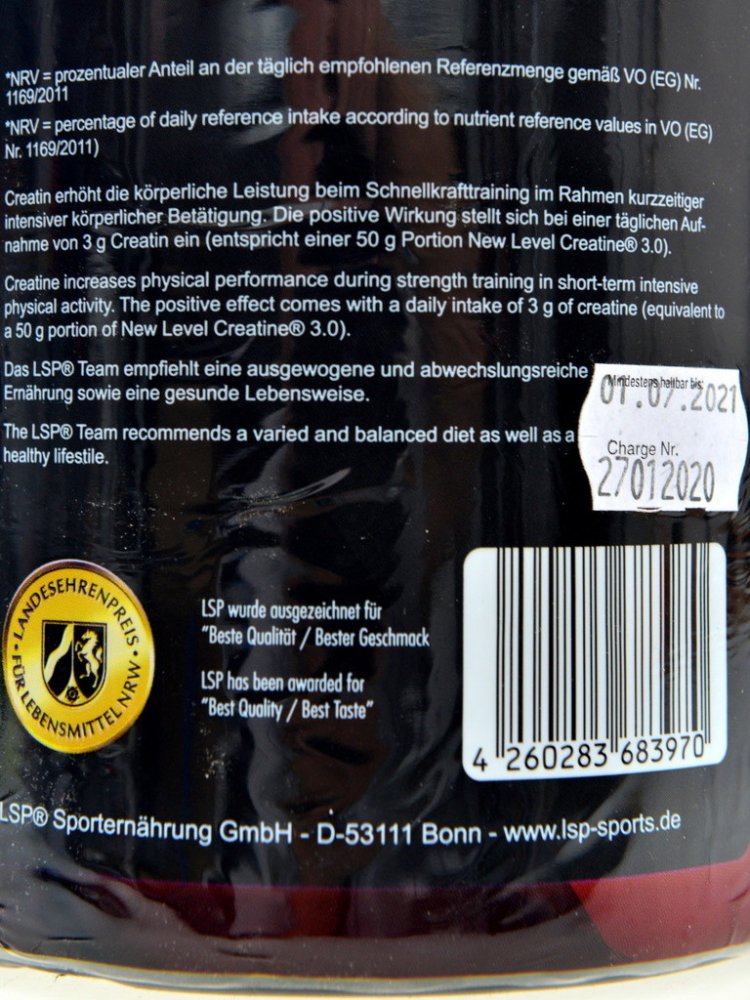 *NRV = prozentualer Anteil an der täglich empfohlenen Referenzmenge gemäß VO (EG) Nr.
1169/2011
*NRV = percentage of daily reference intake according to nutrient reference values in VO (EG)
Nr. 1169/2011)
Creatin erhöht die körperliche Leistung beim Schnellkrafttraining im Rahmen kurzzeitiger
intensiver körperlicher Betätigung. Die positive Wirkung stellt sich bei einer täglichen Auf-
nahme von 3 g Creatin ein (entspricht einer 50 g Portion New Level Creatine® 3.0).
Creatine increases physical performance during strength training in short-term intensive
physical activity. The positive effect comes with a daily intake of 3 g of creatine (equivalent to
a 50 g portion of New Level Creatine® 3.0).
Das LSP® Team empfiehlt eine ausgewogene und abwechslungsreiche
Ernährung sowie eine gesunde Lebensweise.
The LSP® Team recommends a varied and balanced diet as well as a
healthy lifestile.
Mindestens haltbar bis:
01.07.2021
Charge Nr.
27012020
LANDESEHRENPREIS
FÜR LEBENSMITTEL NRW
LSP wurde ausgezeichnet für
"Beste Qualität / Bester Geschmack
LSP has been awarded for
"Best Quality / Best Taste"
4 260283 683970
LSP® Sporternährung GmbH - D-53111 Bonn - www.lsp-sports.de